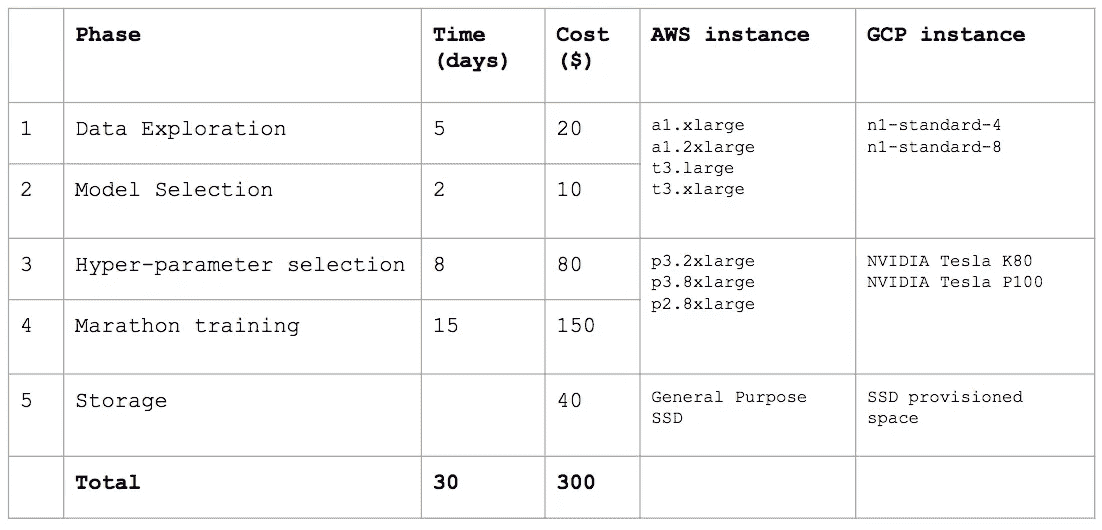 Phase Time (days) Cost ($) AWS instance GCP instance
1 Data Exploration 5 20 a1.xlarge n1-standard-4
a1.2xlarge n1-standard-8
t3.large
2 Model Selection 2 10 t3.xlarge
3 Hyper-parameter selection 8 80 p3.2xlarge NVIDIA Tesla K80
p3.8xlarge NVIDIA Tesla P100
p2.8xlarge
4 Marathon training 15 150
5 Storage 40 General Purpose SSD SSD provisioned space
Total 30 300